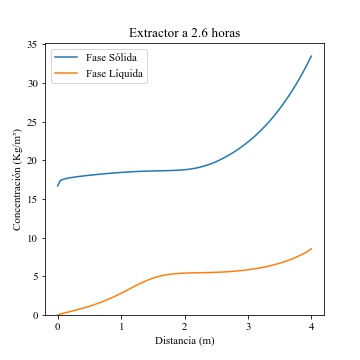 Extractor a 2.6 horas
Fase Sólida
Fase Líquida
35
30
25
20
15
10
5
0
Concentración (Kg/m³)
0 1 2 3 4
Distancia (m)